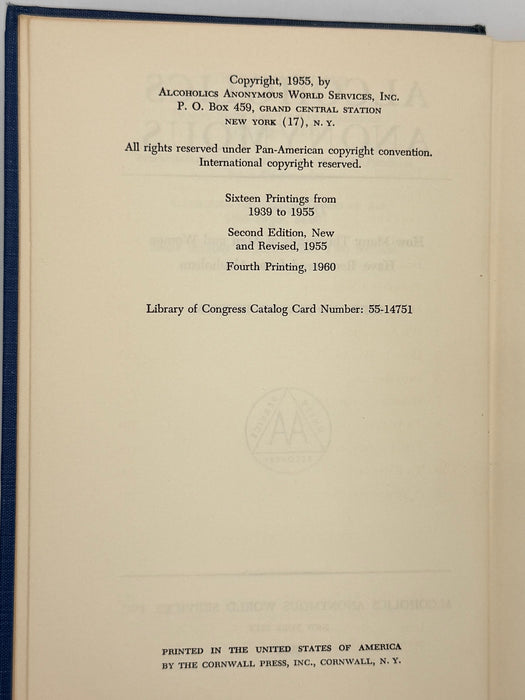 Copyright, 1955, by
Alcoholics Anonymous World Services, Inc.
P. O. Box 459, Grand Central Station
New York (17), N. Y.
All rights reserved under Pan-American copyright convention.
International copyright reserved.
Sixteen Printings from
1939 to 1955
Second Edition, New
and Revised, 1955
Fourth Printing, 1960
Library of Congress Catalog Card Number: 55-14751
PRINTED IN THE UNITED STATES OF AMERICA
BY THE CORNWALL PRESS, INC., CORNWALL, N. Y.